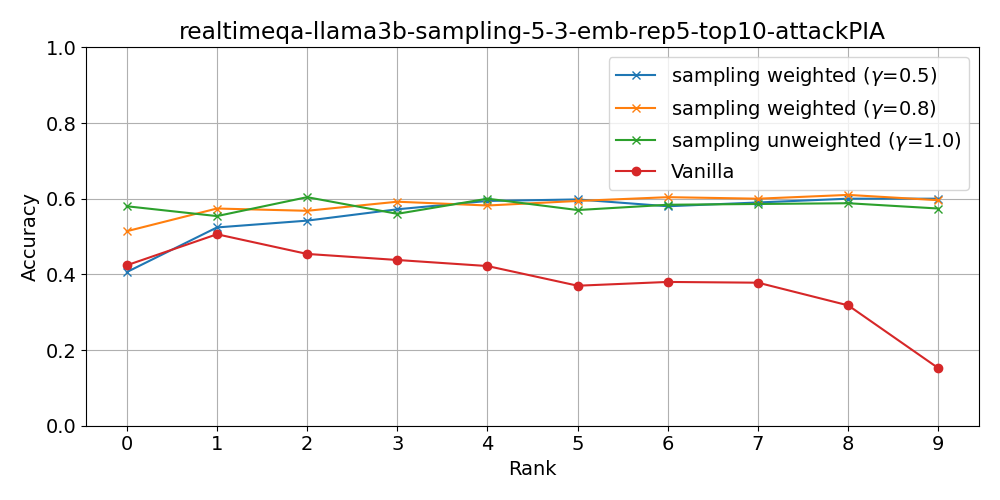 realtimeqa-llama3b-sampling-5-3-emb-rep5-top10-attackPIA
1.0
0.8
0.6
0.4
0.2
0.0
Accuracy
sampling weighted (γ=0.5)
sampling weighted (γ=0.8)
sampling unweighted (γ=1.0)
Vanilla
0 1 2 3 4 5 6 7 8 9
Rank